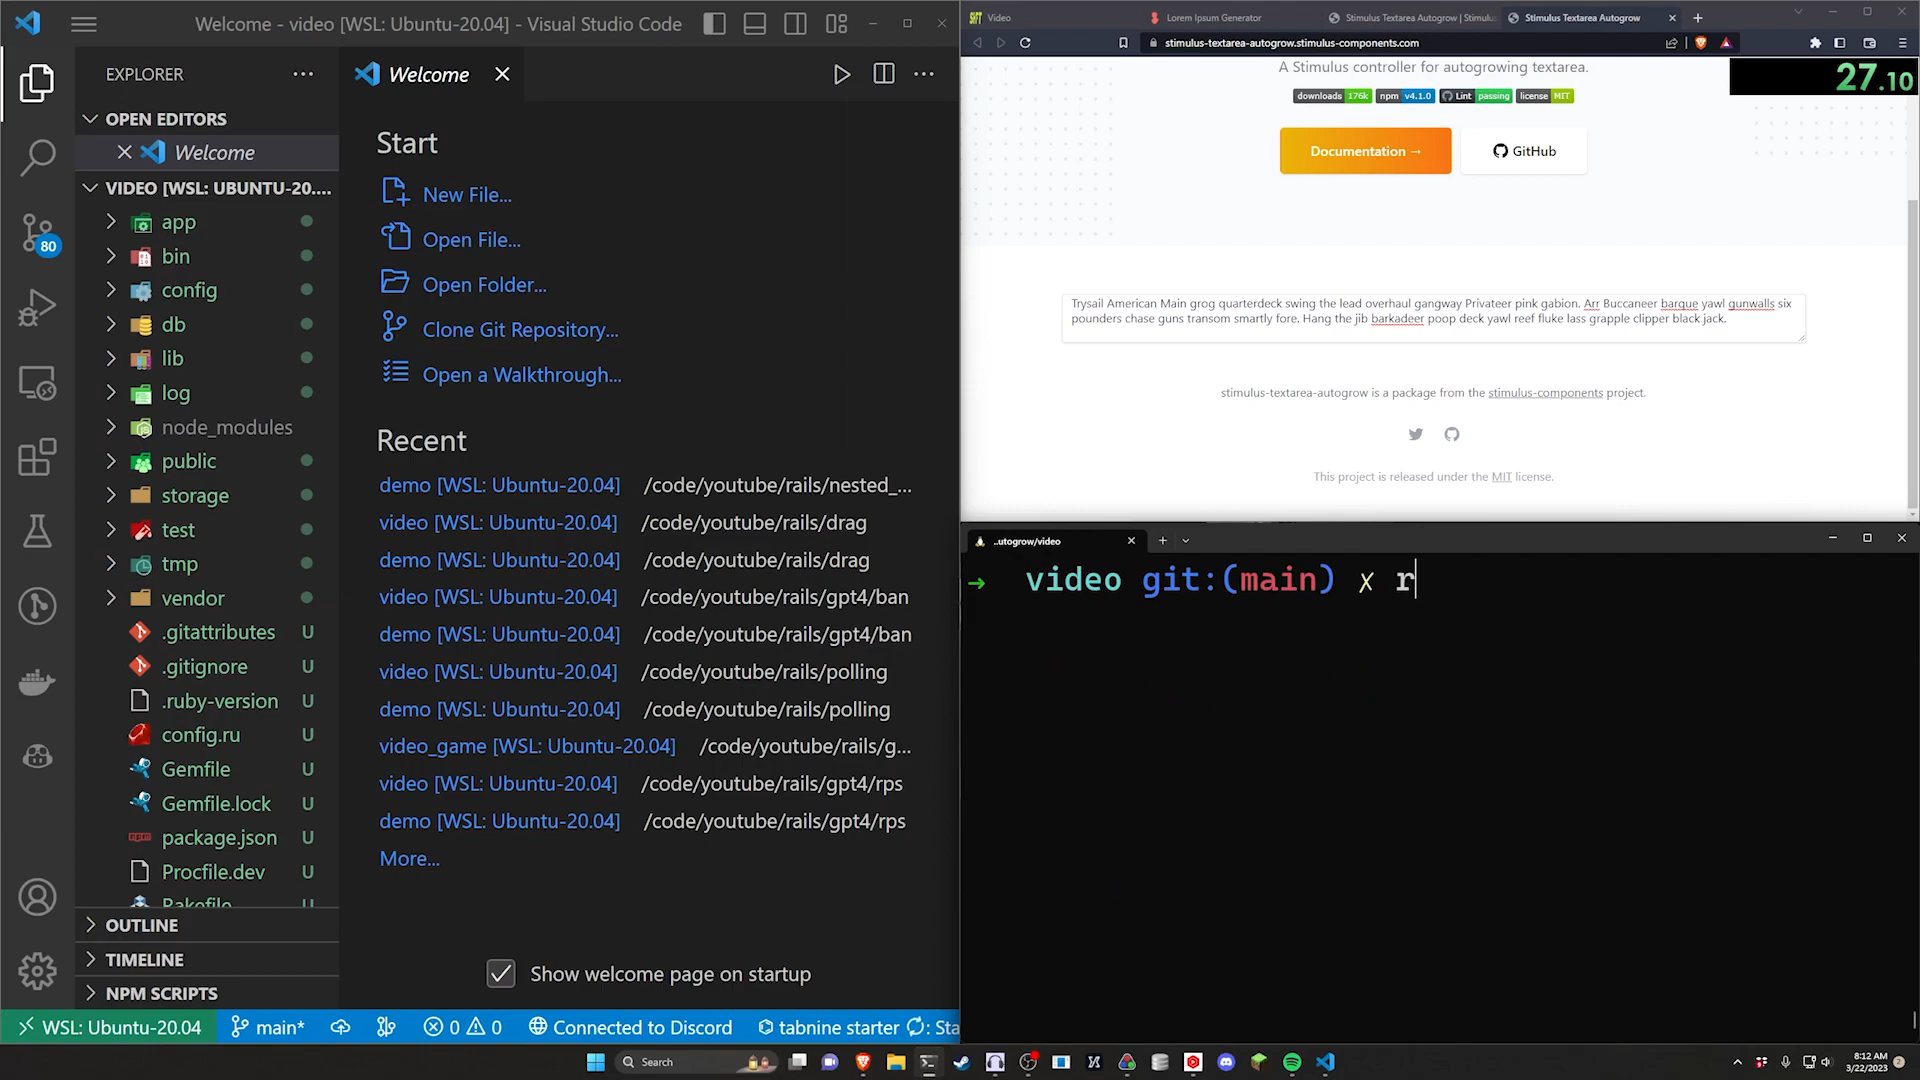 Welcome - video [WSL: Ubuntu-20.04] - Visual Studio Code
EXPLORER
OPEN EDITORS
Welcome
VIDEO [WSL: UBUNTU-20....
app
bin
config
db
lib
log
node_modules
public
storage
test
tmp
vendor
.gitattributes U
.gitignore U
.ruby-version U
config.ru U
Gemfile U
Gemfile.lock U
package.json U
Procfile.dev U
Rakefile U
OUTLINE
TIMELINE
NPM SCRIPTS
80
Welcome
Start
New File...
Open File...
Open Folder...
Clone Git Repository...
Open a Walkthrough...
Recent
demo [WSL: Ubuntu-20.04] /code/youtube/rails/nested_...
video [WSL: Ubuntu-20.04] /code/youtube/rails/drag
demo [WSL: Ubuntu-20.04] /code/youtube/rails/drag
video [WSL: Ubuntu-20.04] /code/youtube/rails/gpt4/ban
demo [WSL: Ubuntu-20.04] /code/youtube/rails/gpt4/ban
video [WSL: Ubuntu-20.04] /code/youtube/rails/polling
demo [WSL: Ubuntu-20.04] /code/youtube/rails/polling
video_game [WSL: Ubuntu-20.04] /code/youtube/rails/g...
video [WSL: Ubuntu-20.04] /code/youtube/rails/gpt4/rps
demo [WSL: Ubuntu-20.04] /code/youtube/rails/gpt4/rps
More...
Show welcome page on startup
WSL: Ubuntu-20.04 main* 0 0 Connected to Discord tabnine starter : Sta
Video
Lorem Ipsum Generator
Stimulus Textarea Autogrow | Stimulus
Stimulus Textarea Autogrow
stimulus-textarea-autogrow.stimulus-components.com
27.10
A Stimulus controller for autogrowing textarea.
downloads 176k npm v4.1.0 Lint passing license MIT
Documentation →
GitHub
Trysail American Main grog quarterdeck swing the lead overhaul gangway Privateer pink gabion. Arr Buccaneer barque yawl gunwalls six
pounders chase guns transom smartly fore. Hang the jib barkadeer poop deck yawl reef fluke lass grapple clipper black jack.
stimulus-textarea-autogrow is a package from the stimulus-components project.
This project is released under the MIT license.
..utogrow/video
→ video git:(main) x r
Search
8:12 AM
3/22/2023